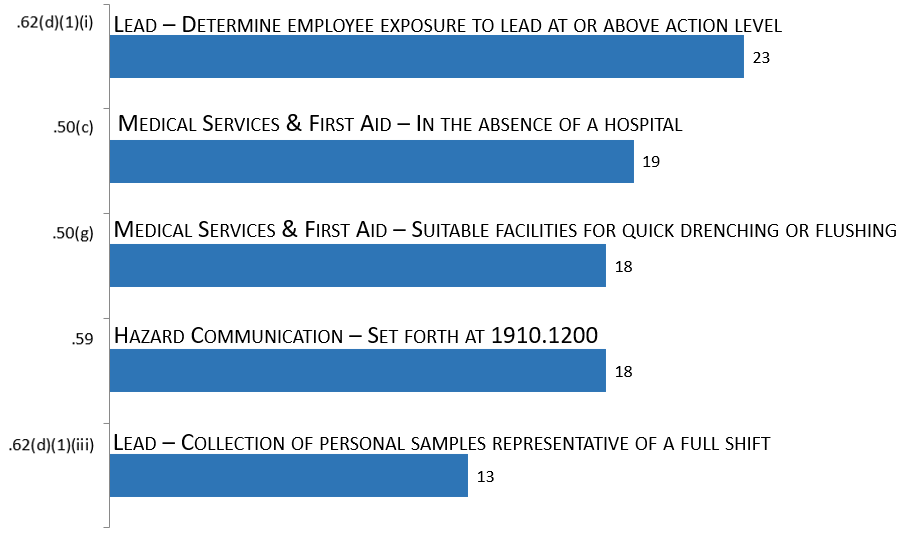 .62(d)(1)(i) Lead – Determine employee exposure to lead at or above action level
23
.50(c) Medical Services & First Aid – In the absence of a hospital
19
.50(g) Medical Services & First Aid – Suitable facilities for quick drenching or flushing
18
.59 Hazard Communication – Set forth at 1910.1200
18
.62(d)(1)(iii) Lead – Collection of personal samples representative of a full shift
13